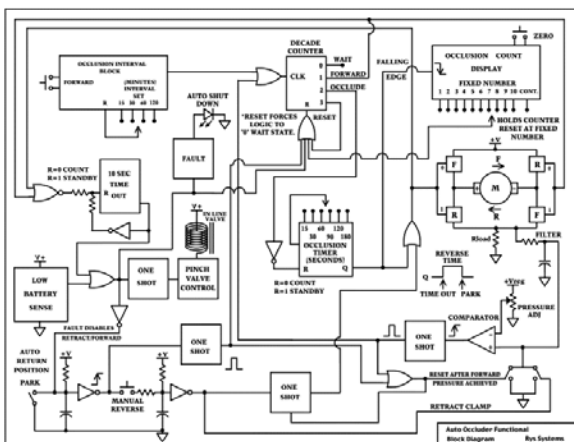 DECADE
COUNTER
ZERO
OCCLUSION INTERVAL
BLOCK
FORWARD
(MINUTES)
INTERVAL
SET
R 15 30 60 120
CLK
0
1
2
3
R
WAIT
FORWARD
OCCLUDE
RESET
FALLING
EDGE
OCCLUSION COUNT
DISPLAY
FIXED NUMBER
1 2 3 4 5 6 7 8 9 10 CONT.
AUTO SHUT
DOWN
"RESET FORCES
LOGIC TO
'0' WAIT STATE.
HOLDS COUNTER
RESET AT FIXED
NUMBER
FAULT
R=0 COUNT
R=1 STANDBY
10 SEC
TIME
OUT
R
V+
IN-LINE
VALVE
+V
F
F
R
M
R
R
F
Rload
FILTER
15 60 120
30 90 180
OCCLUSION
TIMER
(SECONDS)
R Q
R=0 COUNT
R=1 STANDBY
REVERSE
TIME
Q
TIME OUT PARK
V+
LOW
BATTERY
SENSE
ONE
SHOT
PINCH
VALVE
CONTROL
+Vreg
PRESSURE
ADJ
COMPARATOR
FAULT DISABLES
RETRACT/FORWARD
ONE
SHOT
ONE
SHOT
AUTO
RETURN
POSITION
PARK
+V
+V
MANUAL
REVERSE
ONE
SHOT
RESET AFTER FORWARD
PRESSURE ACHIEVED
RETRACT CLAMP
Auto Occluder Functional
Block Diagram Rys Systems